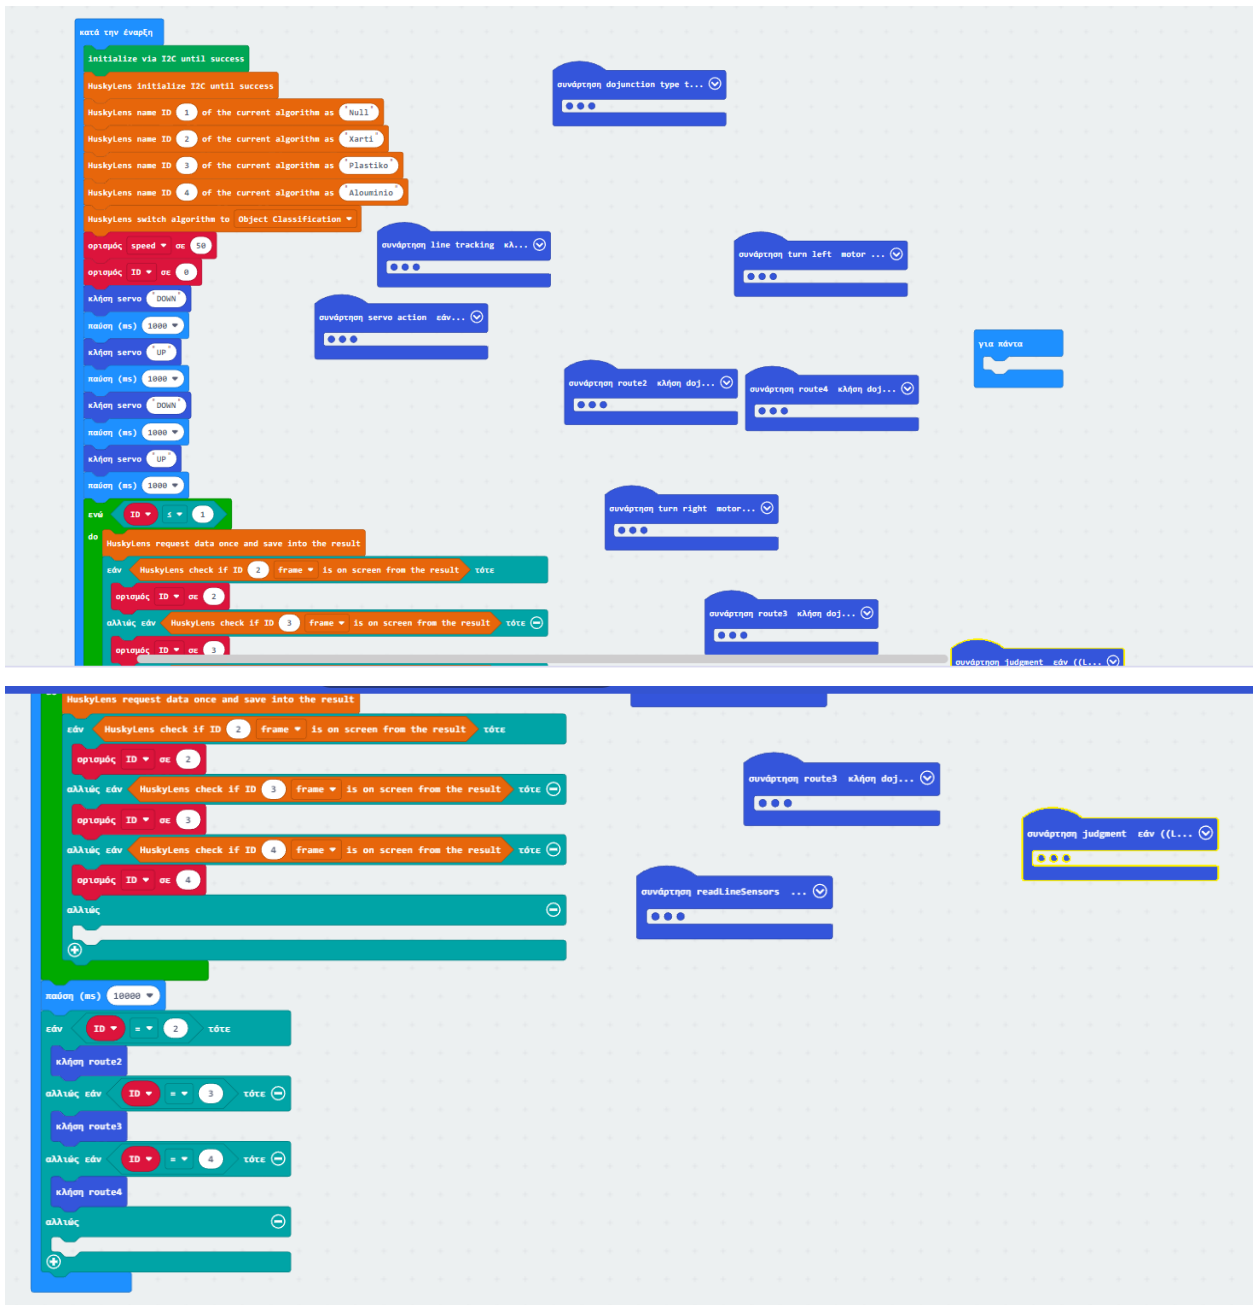 κατά την έναρξη
initialize via I2C until success
HuskyLens initialize I2C until success
HuskyLens name ID 1 of the current algorithm as "Null"
HuskyLens name ID 2 of the current algorithm as "Xarti"
HuskyLens name ID 3 of the current algorithm as "Plastiko"
HuskyLens name ID 4 of the current algorithm as "Alouminio"
HuskyLens switch algorithm to Object Classification
ορισμός speed σε 50
ορισμός ID σε 0
κλήση servo "DOWN"
παύση (ms) 1000
κλήση servo "UP"
παύση (ms) 1000
κλήση servo "DOWN"
παύση (ms) 1000
κλήση servo "UP"
παύση (ms) 1000
ενώ ID ≤ 1
do
HuskyLens request data once and save into the result
εάν HuskyLens check if ID 2 frame is on screen from the result τότε
ορισμός ID σε 2
αλλιώς εάν HuskyLens check if ID 3 frame is on screen from the result τότε
ορισμός ID σε 3
συνάρτηση dojunction type t...
συνάρτηση line tracking κλ...
συνάρτηση turn left motor ...
συνάρτηση servo action εάν...
για πάντα
συνάρτηση route2 κλήση doj...
συνάρτηση route4 κλήση doj...
συνάρτηση turn right motor...
συνάρτηση route3 κλήση doj...
συνάρτηση judgment εάν ((L...
HuskyLens request data once and save into the result
εάν HuskyLens check if ID 2 frame is on screen from the result τότε
ορισμός ID σε 2
αλλιώς εάν HuskyLens check if ID 3 frame is on screen from the result τότε
ορισμός ID σε 3
αλλιώς εάν HuskyLens check if ID 4 frame is on screen from the result τότε
ορισμός ID σε 4
αλλιώς
παύση (ms) 10000
εάν ID = 2 τότε
κλήση route2
αλλιώς εάν ID = 3 τότε
κλήση route3
αλλιώς εάν ID = 4 τότε
κλήση route4
αλλιώς
συνάρτηση route3 κλήση doj...
συνάρτηση judgment εάν ((L...
συνάρτηση readLineSensors ...